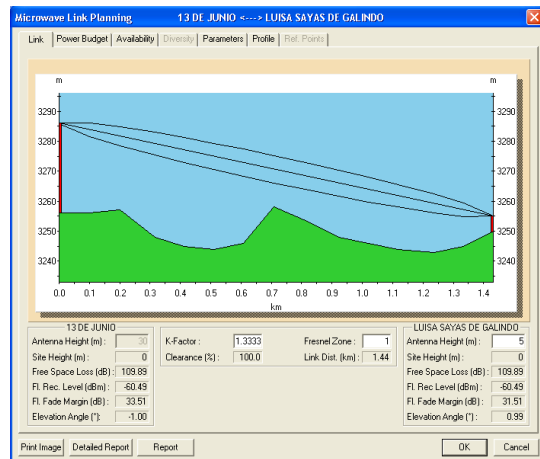 Microwave Link Planning 13 DE JUNIO <---> LUISA SAYAS DE GALINDO
Link Power Budget Availability Diversity Parameters Profile Ref. Points
m m
3290 3290
3280 3280
3270 3270
3260 3260
3250 3250
3240 3240
0.0 0.1 0.2 0.3 0.4 0.5 0.6 0.7 0.8 0.9 1.0 1.1 1.2 1.3 1.4
km
13 DE JUNIO
Antenna Height (m) : 30
Site Height (m) : 0
Free Space Loss (dB) : 109.89
Fl. Rec. Level (dBm) : -60.49
Fl. Fade Margin (dB) : 33.51
Elevation Angle (°): -1.00
K-Factor : 1.3333 Fresnel Zone : 1
Clearance (%) : 100.0 Link Dist. (km) : 1.44
LUISA SAYAS DE GALINDO
Antenna Height (m) : 5
Site Height (m) : 0
Free Space Loss (dB) : 109.89
Fl. Rec. Level (dBm) : -60.49
Fl. Fade Margin (dB) : 31.51
Elevation Angle (°) : 0.99
Print Image Detailed Report Report OK Cancel